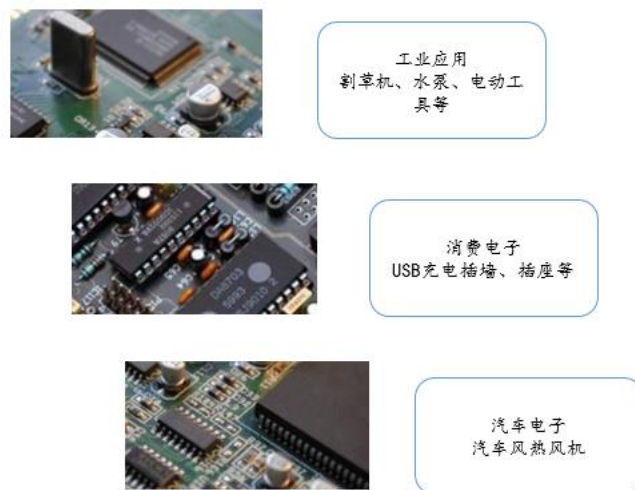 工业应用
割草机、水泵、电动工
具等
消费电子
USB充电插墙、插座等
DA8703
汽车电子
汽车风热风机